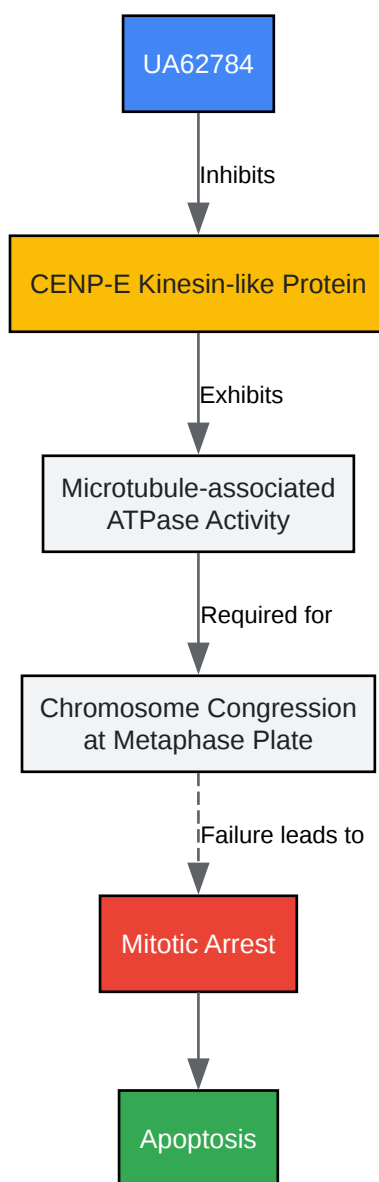 UA62784
Inhibits
CENP-E Kinesin-like Protein
Exhibits
Microtubule-associated
ATPase Activity
Required for
Chromosome Congression
at Metaphase Plate
Failure leads to
Mitotic Arrest
Apoptosis